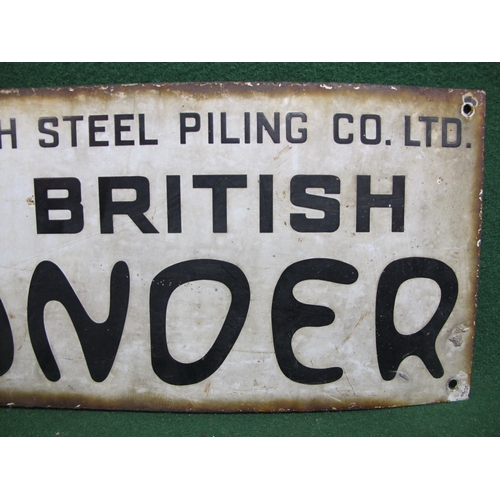 H STEEL PILING CO. LTD.
BRITISH
ONDER